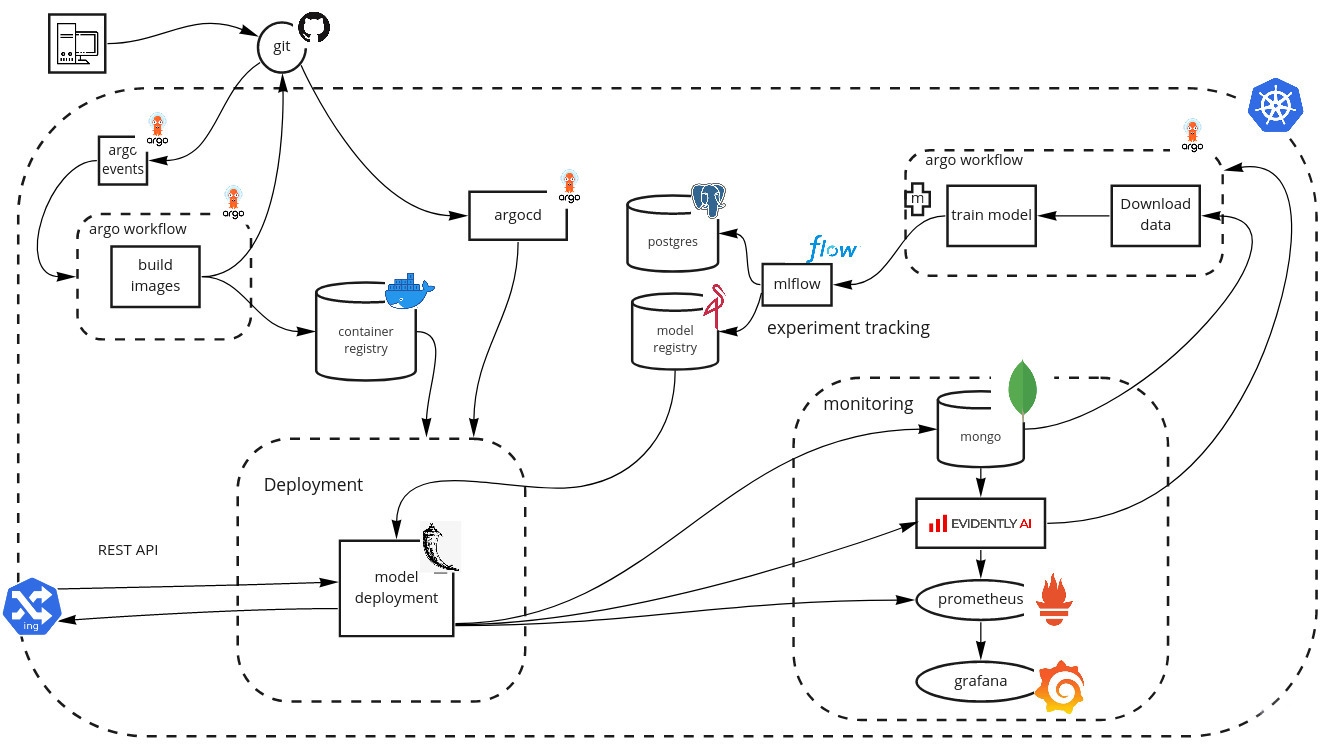 git
argo
events
argo
argo
argo workflow
build
images
argocd
argo
container
registry
postgres
flow
mlflow
model
registry
experiment tracking
argo workflow
argo
m
train model
Download
data
monitoring
mongo
EVIDENTLY AI
prometheus
grafana
Deployment
model
deployment
REST API
ing